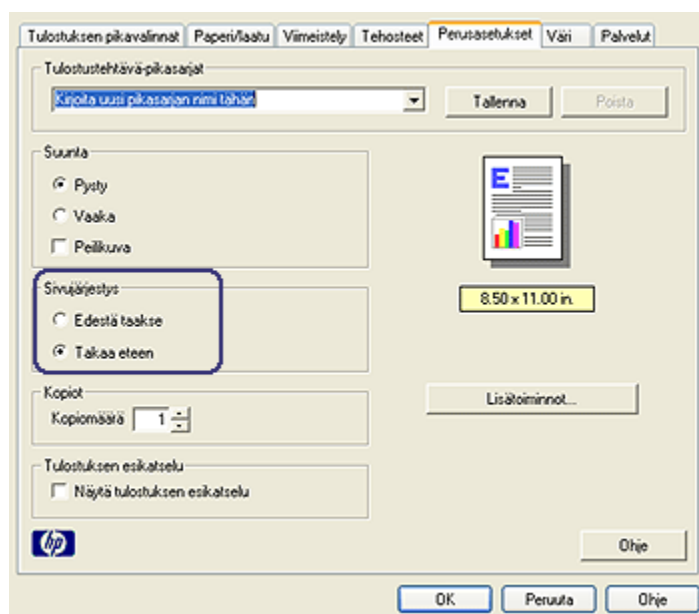 Tulostuksen pikavalinnat Paperi/laatu Viimeistely Tehosteet Perusasetukset Väri Palvelut
Tulostustehtävä-pikasarjat
Kirjoita uusi pikasarjan nimi tähän Tallenna Poista
Suunta
Pysty
Vaaka
Peilikuva
E
8.50 x 11.00 in.
Sivujärjestys
Edestä taakse
Takaa eteen
Kopiot
Kopiomäärä 1
Lisätoiminnot...
Tulostuksen esikatselu
Näytä tulostuksen esikatselu
hp
Ohje
OK Peruuta Ohje